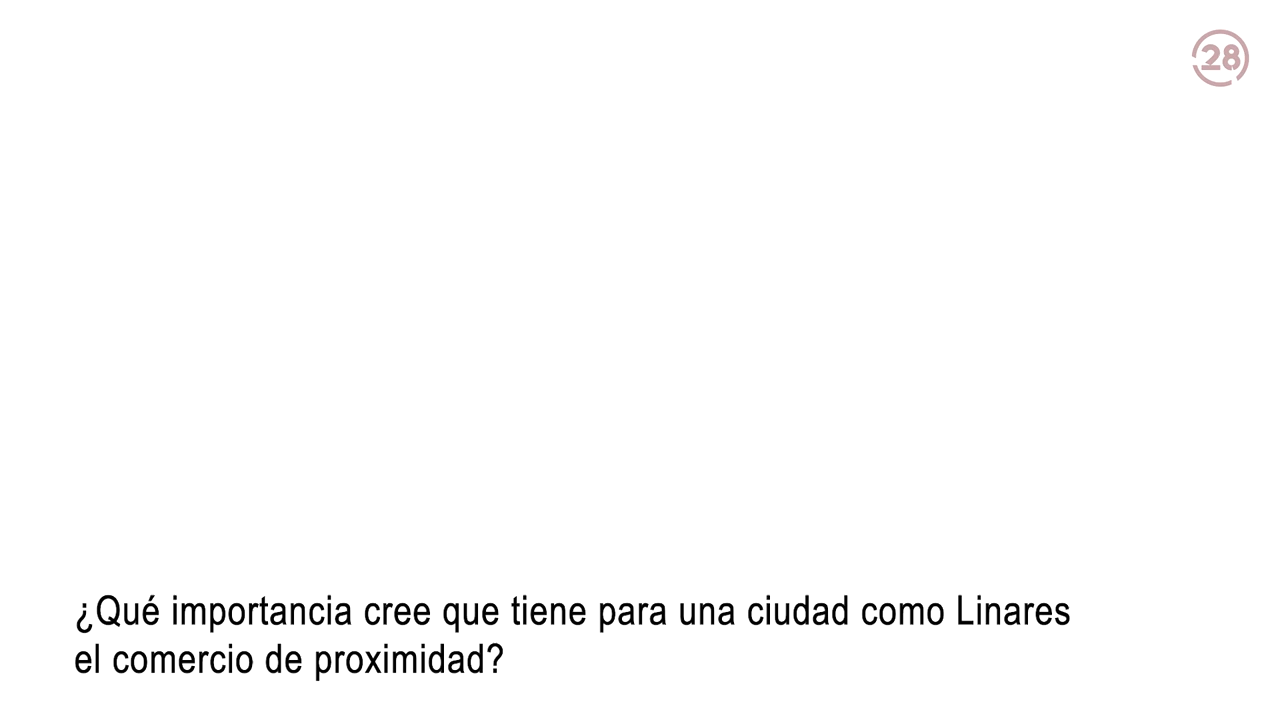 28
¿Qué importancia cree que tiene para una ciudad como Linares
el comercio de proximidad?